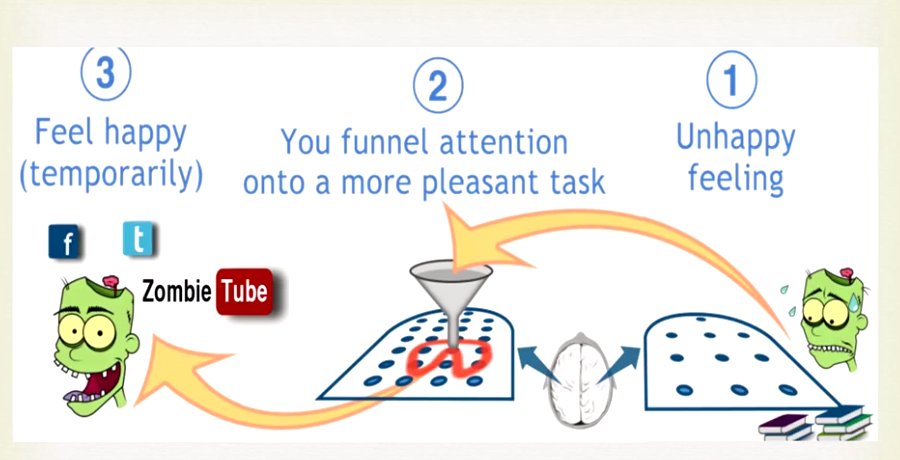 3
Feel happy
(temporarily)
2
You funnel attention
onto a more pleasant task
1
Unhappy
feeling
f
t
Zombie Tube